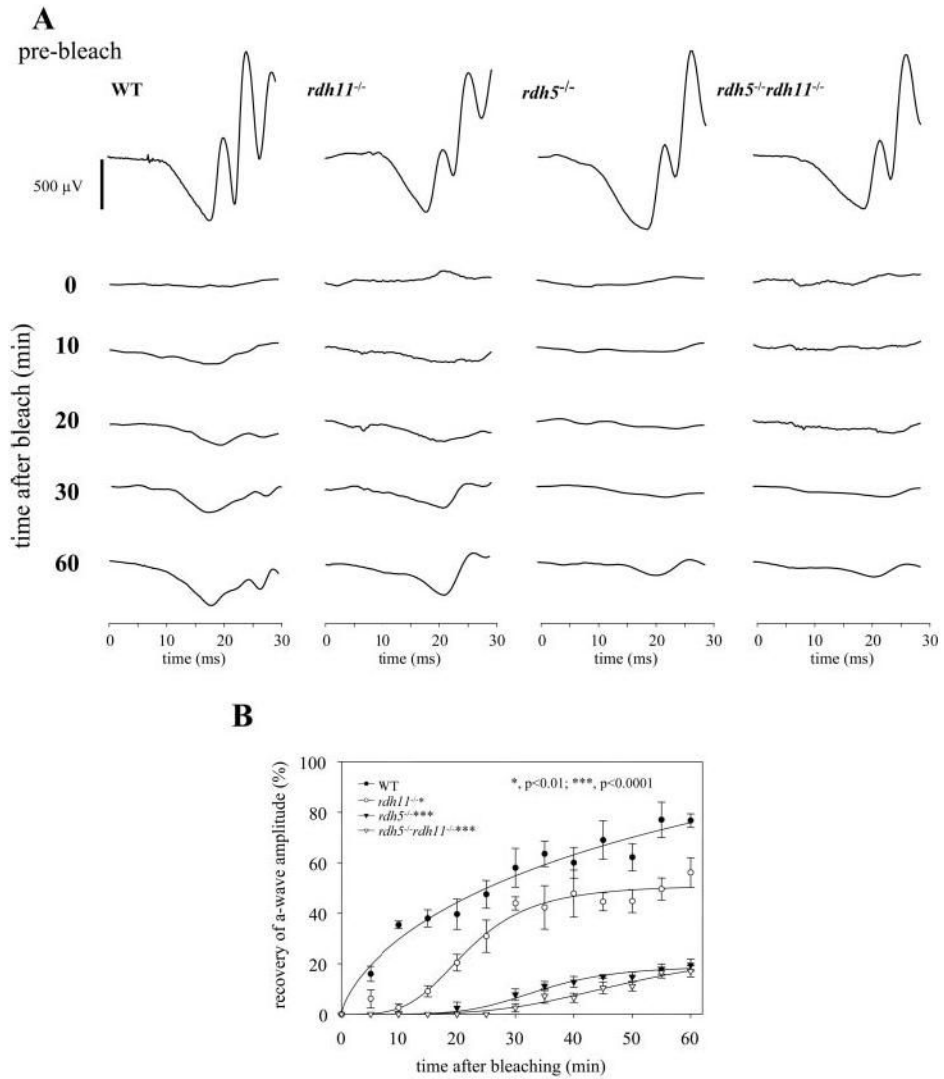 A
pre-bleach
WT
rdh11-/-
rdh5-/-
rdh5-/-rdh11-/-
500 µV
time after bleach (min)
0
10
20
30
60
0 10 20 30
time (ms)
0 10 20 30
time (ms)
0 10 20 30
time (ms)
0 10 20 30
time (ms)
B
recovery of a-wave amplitude (%)
100
80
60
40
20
0
WT
rdh11-/-*
rdh5-/-***
rdh5-/-rdh11-/-***
*, p<0.01; ***, p<0.0001
0 10 20 30 40 50 60
time after bleaching (min)